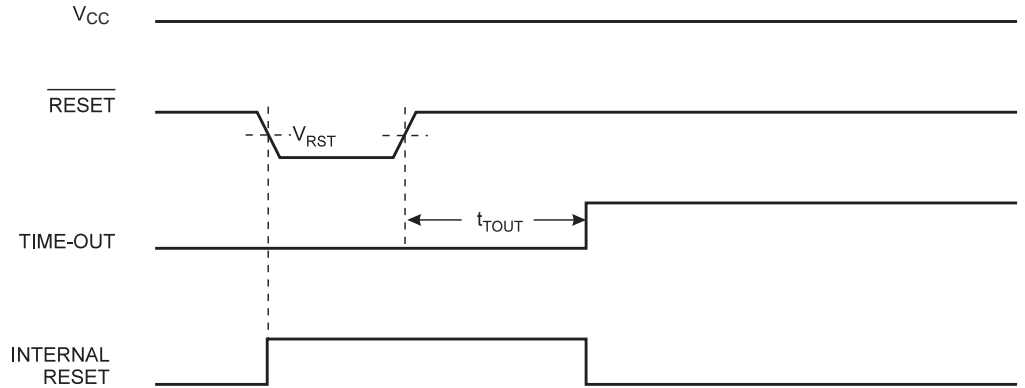 VCC
RESET
VRST
tTOUT
TIME-OUT
INTERNAL
RESET